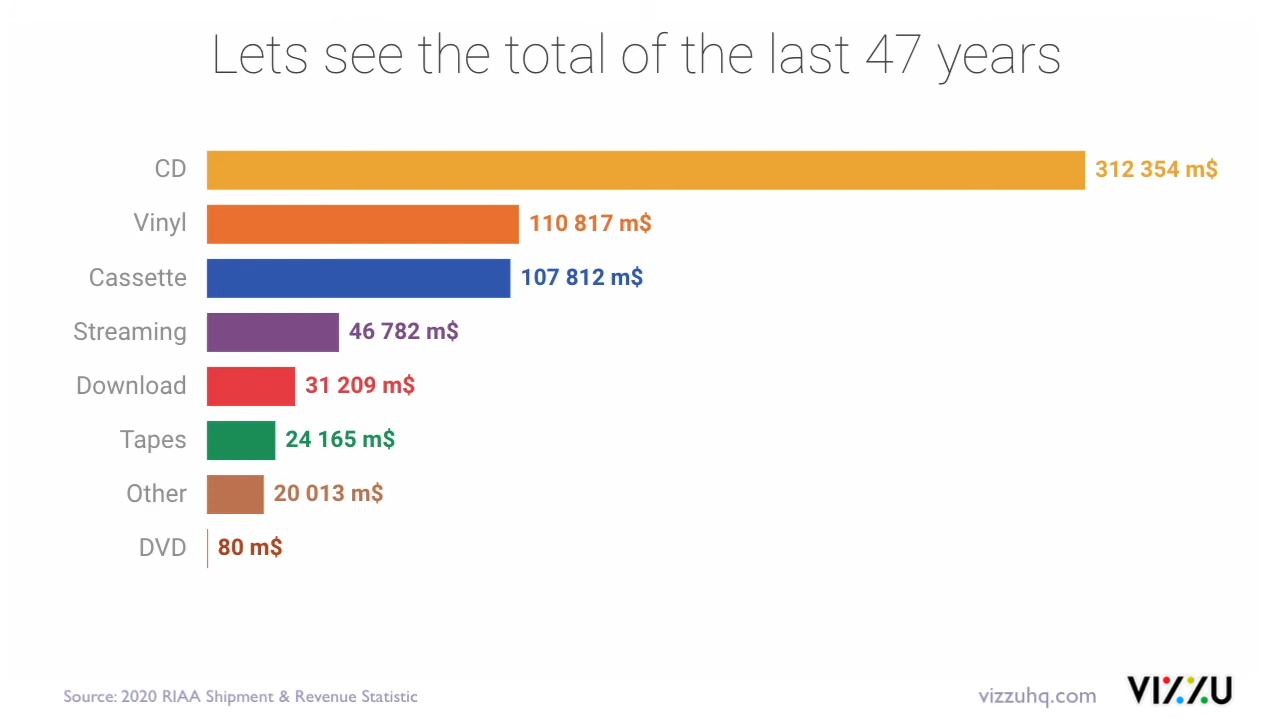 Lets see the total of the last 47 years
CD 312 354 m$
Vinyl 110 817 m$
Cassette 107 812 m$
Streaming 46 782 m$
Download 31 209 m$
Tapes 24 165 m$
Other 20 013 m$
DVD 80 m$
Source: 2020 RIAA Shipment & Revenue Statistic
vizzuhq.com VIZZU